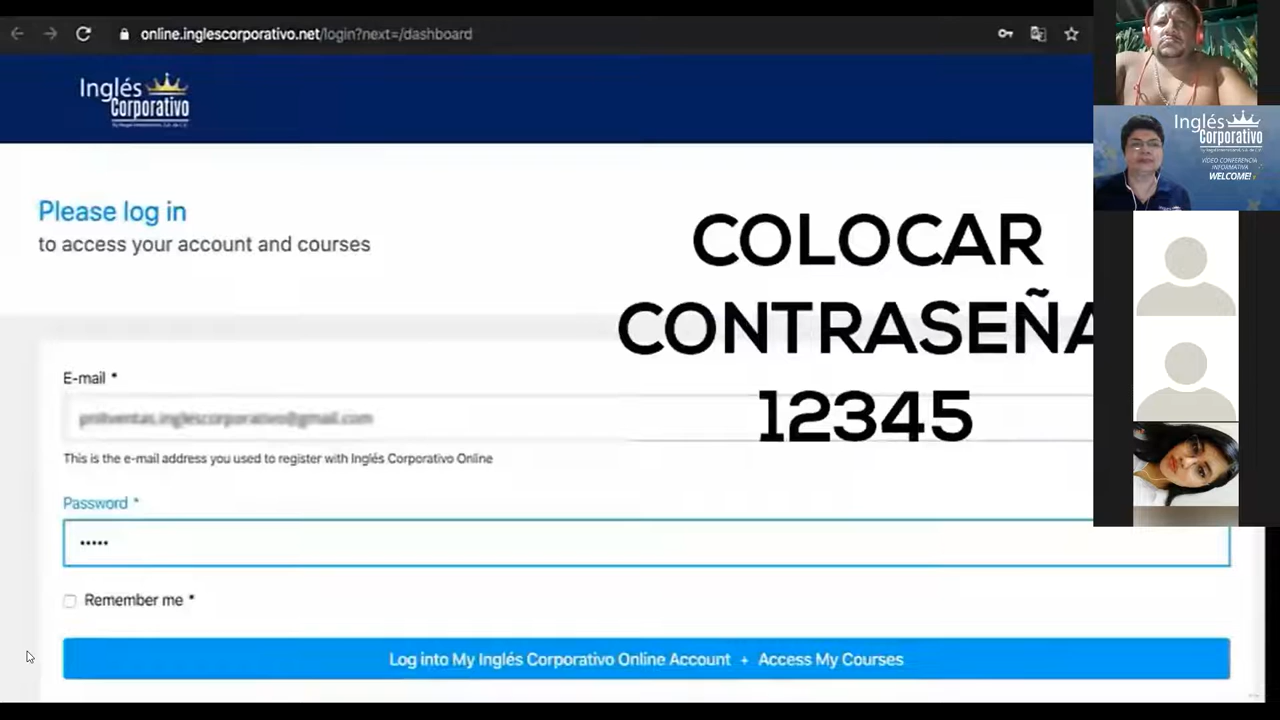 online.inglescorporativo.net/login?next=/dashboard
Inglés
Corporativo
Please log in
to access your account and courses
COLOCAR
CONTRASEÑA
12345
E-mail *
This is the e-mail address you used to register with Inglés Corporativo Online
Password *
•••••
Remember me *
Log into My Inglés Corporativo Online Account + Access My Courses
Inglés
Corporativo
VÍDEO CONFERENCIA
INFORMATIVA
WELCOME!